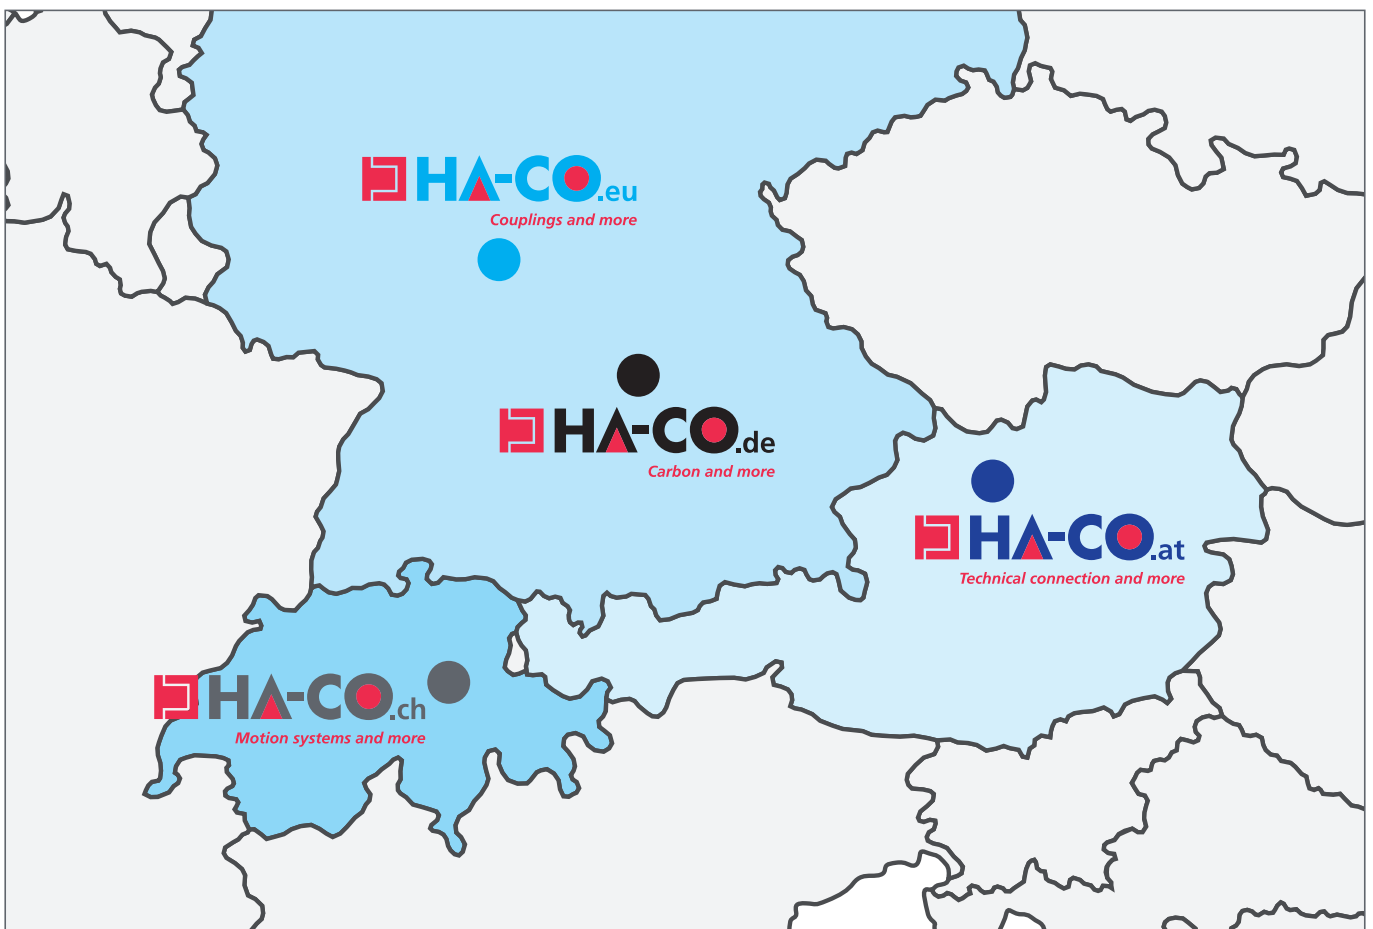 HA-CO.eu
Couplings and more
HA-CO.de
Carbon and more
HA-CO.at
Technical connection and more
HA-CO.ch
Motion systems and more